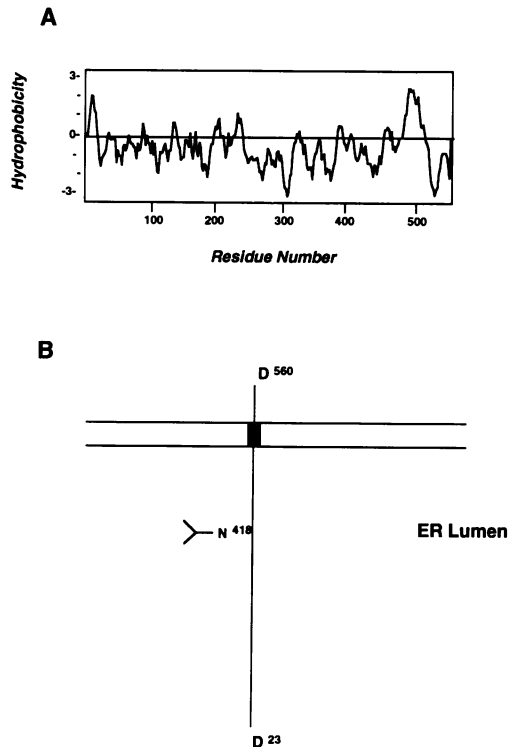 A
Hydrophobicity
3-
-
-
0-
-
-
-3-
100 200 300 400 500
Residue Number
B
D 560
N 418
ER Lumen
D 23